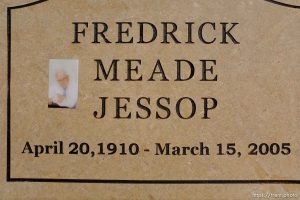 FREDRICK
MEADE
JESSOP
April 20,1910 - March 15, 2005